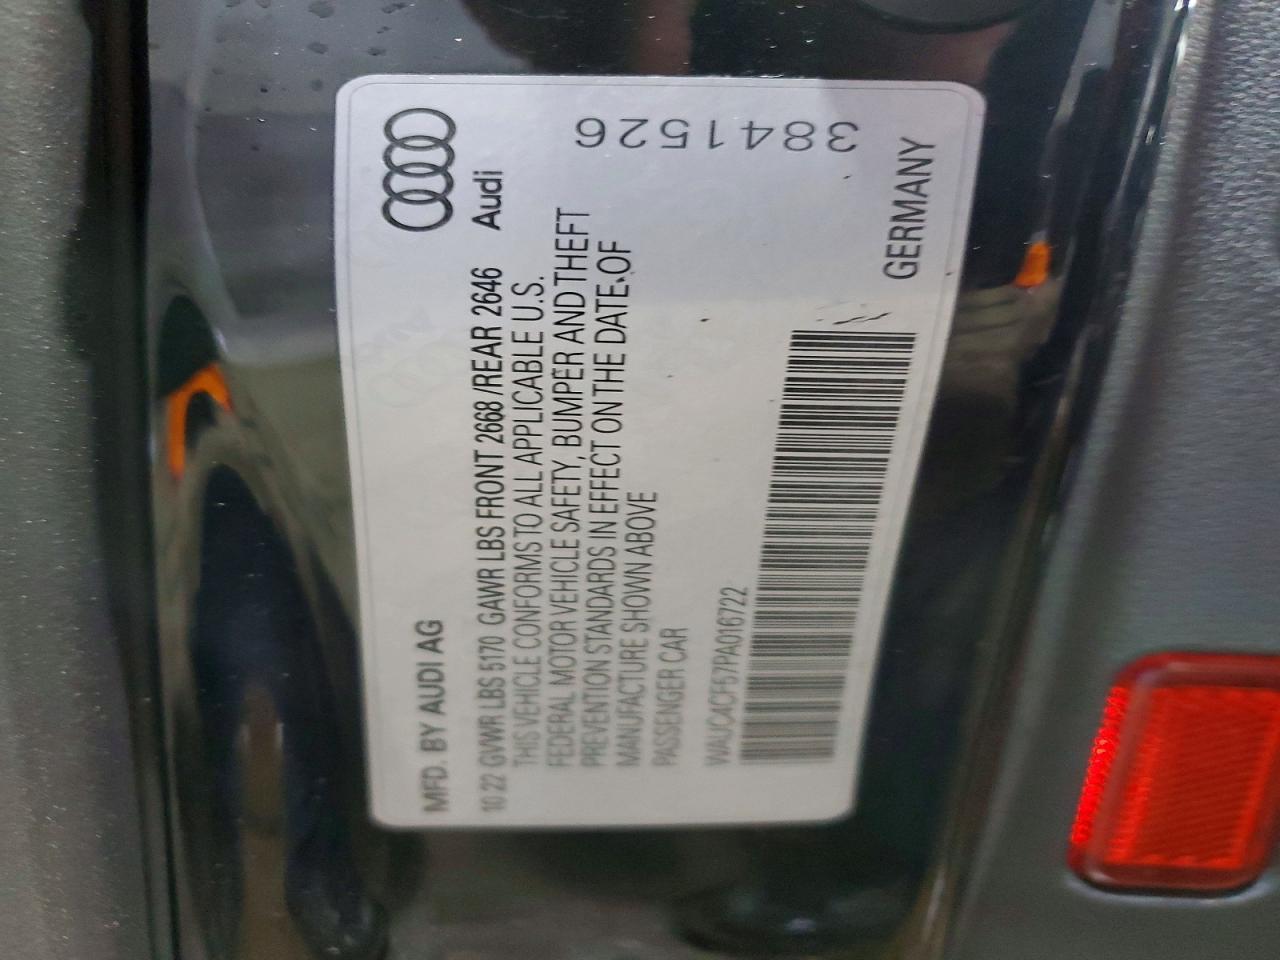 MFD. BY AUDI AG
Audi
10 22 GVWR LBS 5170 GAWR LBS FRONT 2668 /REAR 2646
THIS VEHICLE CONFORMS TO ALL APPLICABLE U.S.
FEDERAL MOTOR VEHICLE SAFETY, BUMPER AND THEFT
PREVENTION STANDARDS IN EFFECT ON THE DATE OF
MANUFACTURE SHOWN ABOVE
PASSENGER CAR
WAUCACF57PA016722
3841526
GERMANY